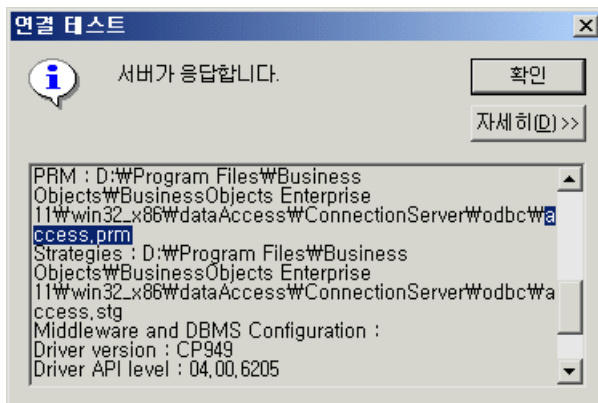 연결 테스트
서버가 응답합니다.
확인
자세히(D) >>
PRM : D:₩Program Files₩Business
Objects₩BusinessObjects Enterprise
11₩win32_x86₩dataAccess₩ConnectionServer₩odbc₩a
ccess.prm
Strategies : D:₩Program Files₩Business
Objects₩BusinessObjects Enterprise
11₩win32_x86₩dataAccess₩ConnectionServer₩odbc₩a
ccess.stg
Middleware and DBMS Configuration :
Driver version : CP949
Driver API level : 04.00.6205